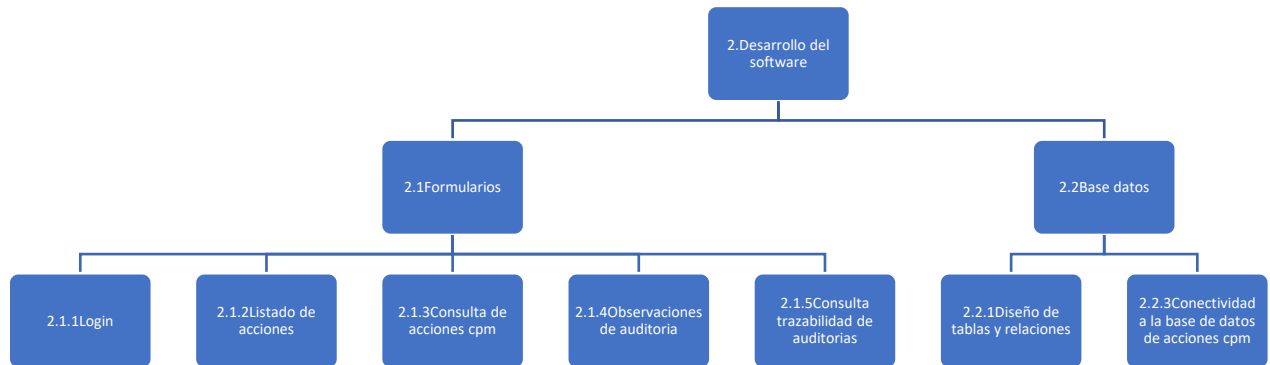 2.Desarrollo del
software
2.1Formularios
2.2Base datos
2.1.1Login
2.1.2Listado de
acciones
2.1.3Consulta de
acciones cpm
2.1.4Observaciones
de auditoria
2.1.5Consulta
trazabilidad de
auditorias
2.2.1Diseño de
tablas y relaciones
2.2.3Conectividad
a la base de datos
de acciones cpm